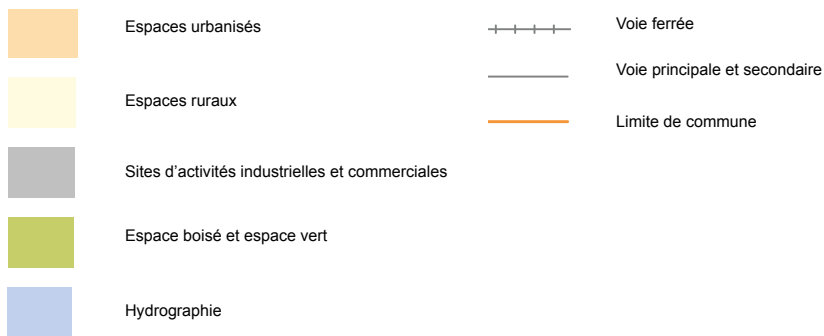 Espaces urbanisés
Espaces ruraux
Sites d'activités industrielles et commerciales
Espace boisé et espace vert
Hydrographie
Voie ferrée
Voie principale et secondaire
Limite de commune